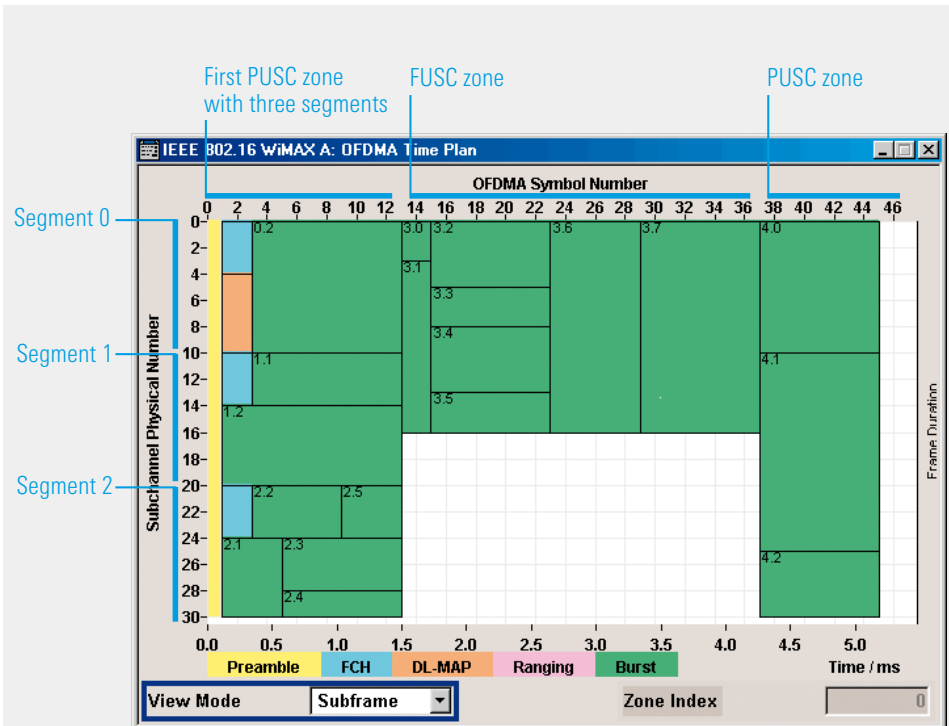 First PUSC zone
with three segments
FUSC zone
PUSC zone
IEEE 802.16 WiMAX A: OFDMA Time Plan
OFDMA Symbol Number
0 2 4 6 8 10 12 14 16 18 20 22 24 26 28 30 32 34 36 38 40 42 44 46
Segment 0
Segment 1
Segment 2
Subchannel Physical Number
0
2
4
6
8
10
12
14
16
18
20
22
24
26
28
30
0.2
3.0 3.2 3.6 3.7 4.0
3.1
3.3
3.4
1.1
4.1
3.5
1.2
2.2 2.5
2.1 2.3
4.2
2.4
Frame Duration
0.0 0.5 1.0 1.5 2.0 2.5 3.0 3.5 4.0 4.5 5.0
Preamble FCH DL-MAP Ranging Burst Time / ms
View Mode Subframe Zone Index 0